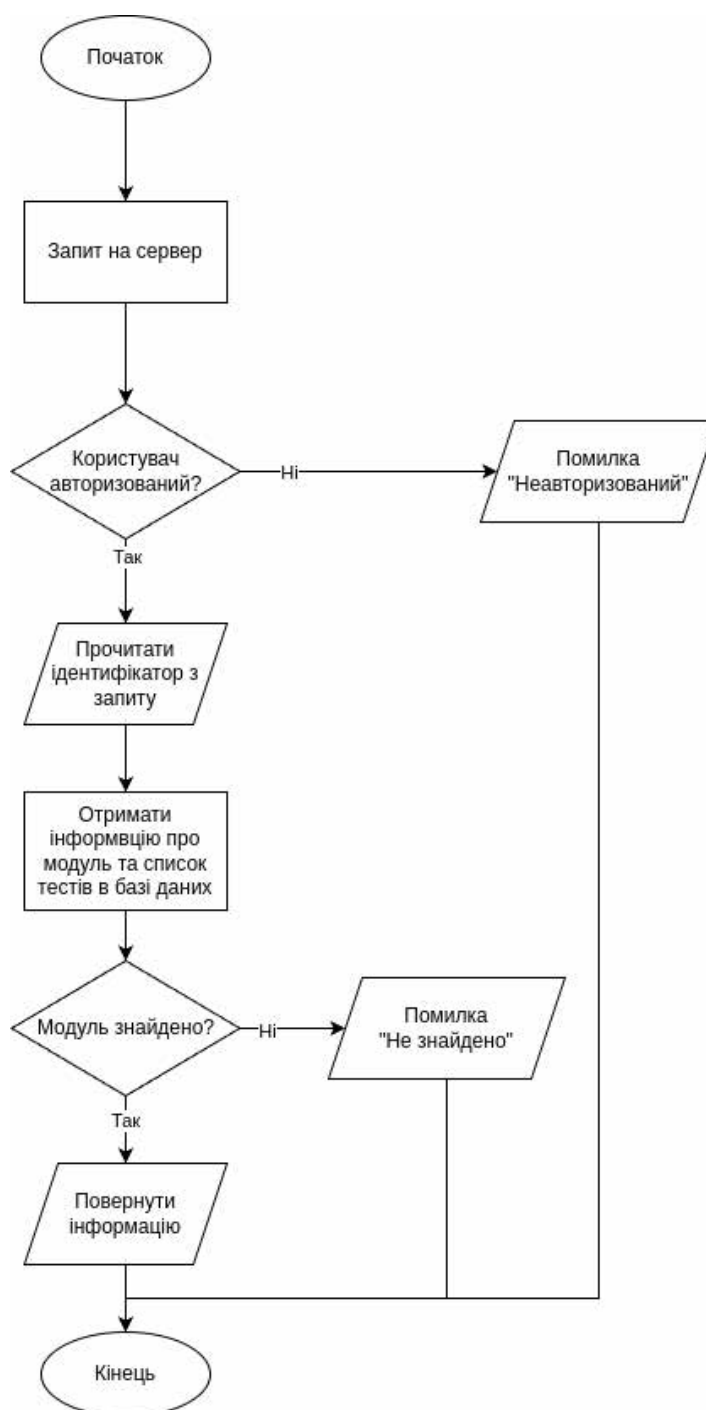 Початок
Запит на сервер
Користувач
авторизований?
Ні
Помилка
"Неавторизований"
Так
Прочитати
ідентифікатор з
запиту
Отримати
інформвцію про
модуль та список
тестів в базі даних
Модуль знайдено?
Ні
Помилка
"Не знайдено"
Так
Повернути
інформацію
Кінець